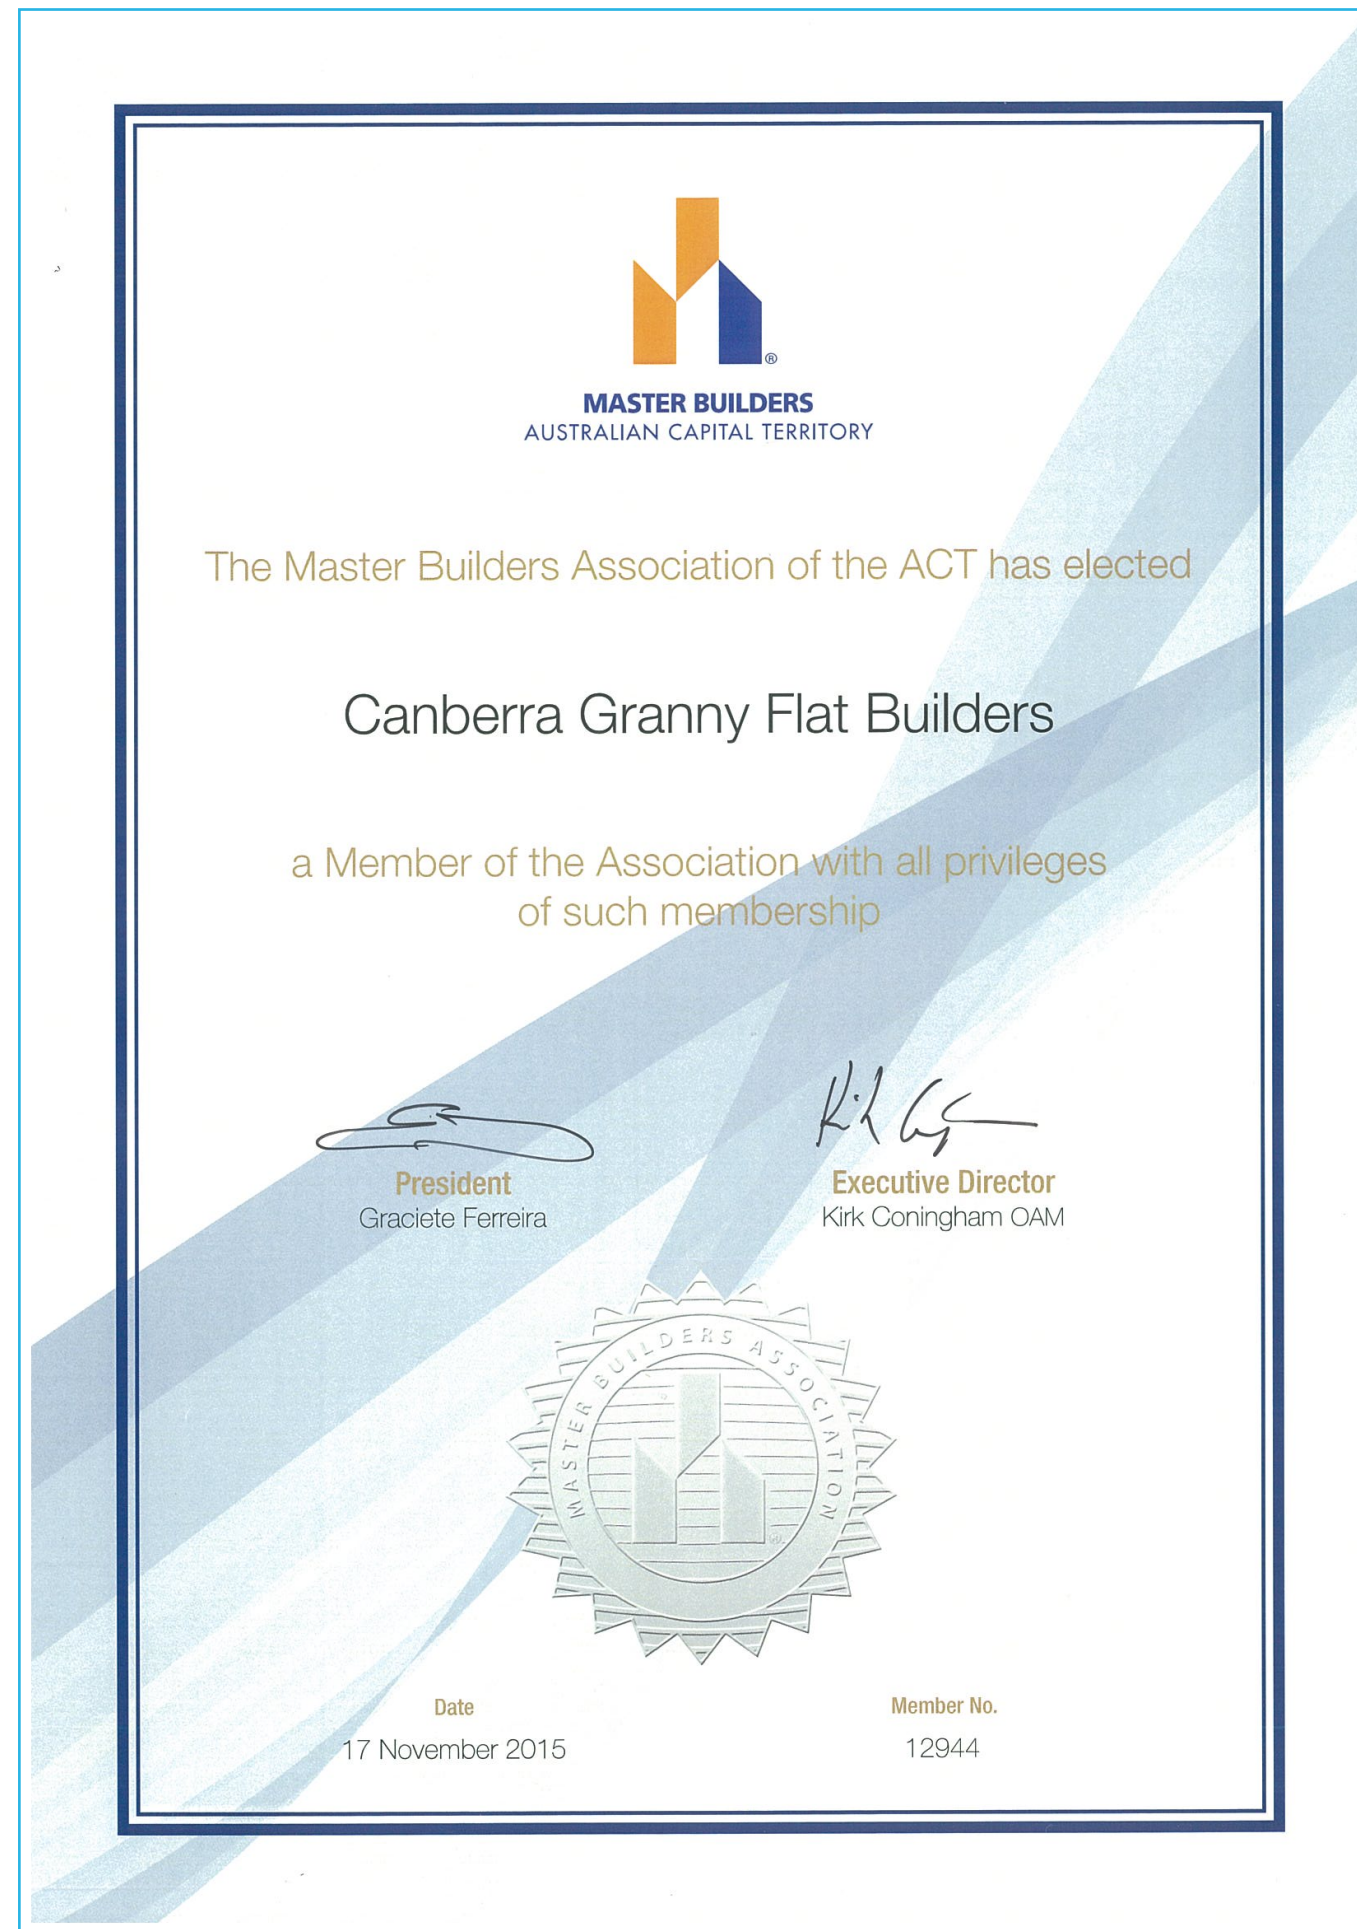 ®
MASTER BUILDERS
AUSTRALIAN CAPITAL TERRITORY
The Master Builders Association of the ACT has elected
Canberra Granny Flat Builders
a Member of the Association with all privileges
of such membership
President
Graciete Ferreira
Executive Director
Kirk Coningham OAM
MASTER BUILDERS ASSOCIATION
Date
17 November 2015
Member No.
12944